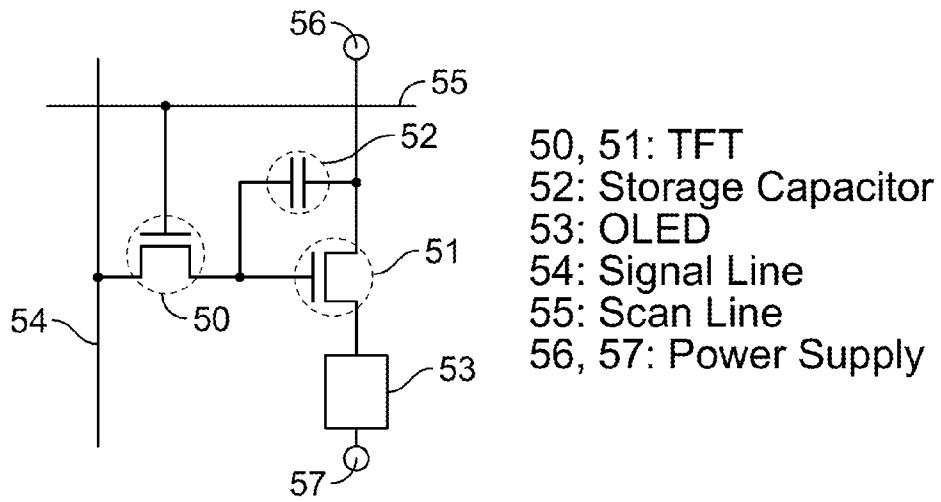 56
55
52
51
50
54
53
57
50, 51: TFT
52: Storage Capacitor
53: OLED
54: Signal Line
55: Scan Line
56, 57: Power Supply